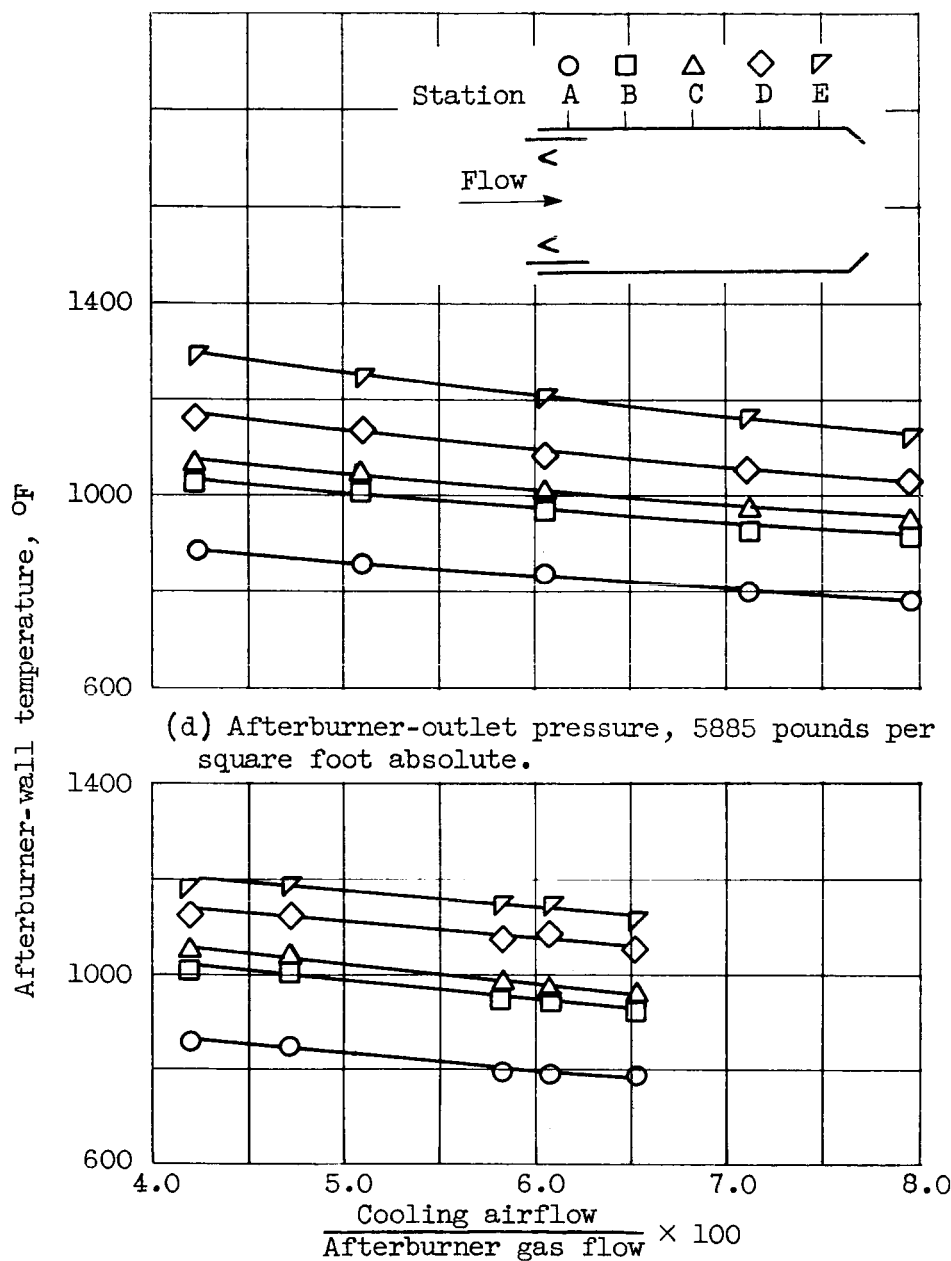 Station A B C D E
Flow
1400
1000
600
Afterburner-wall temperature, °F
(d) Afterburner-outlet pressure, 5885 pounds per
square foot absolute.
1400
1000
600
4.0 5.0 6.0 7.0 8.0
Cooling airflow
Afterburner gas flow × 100